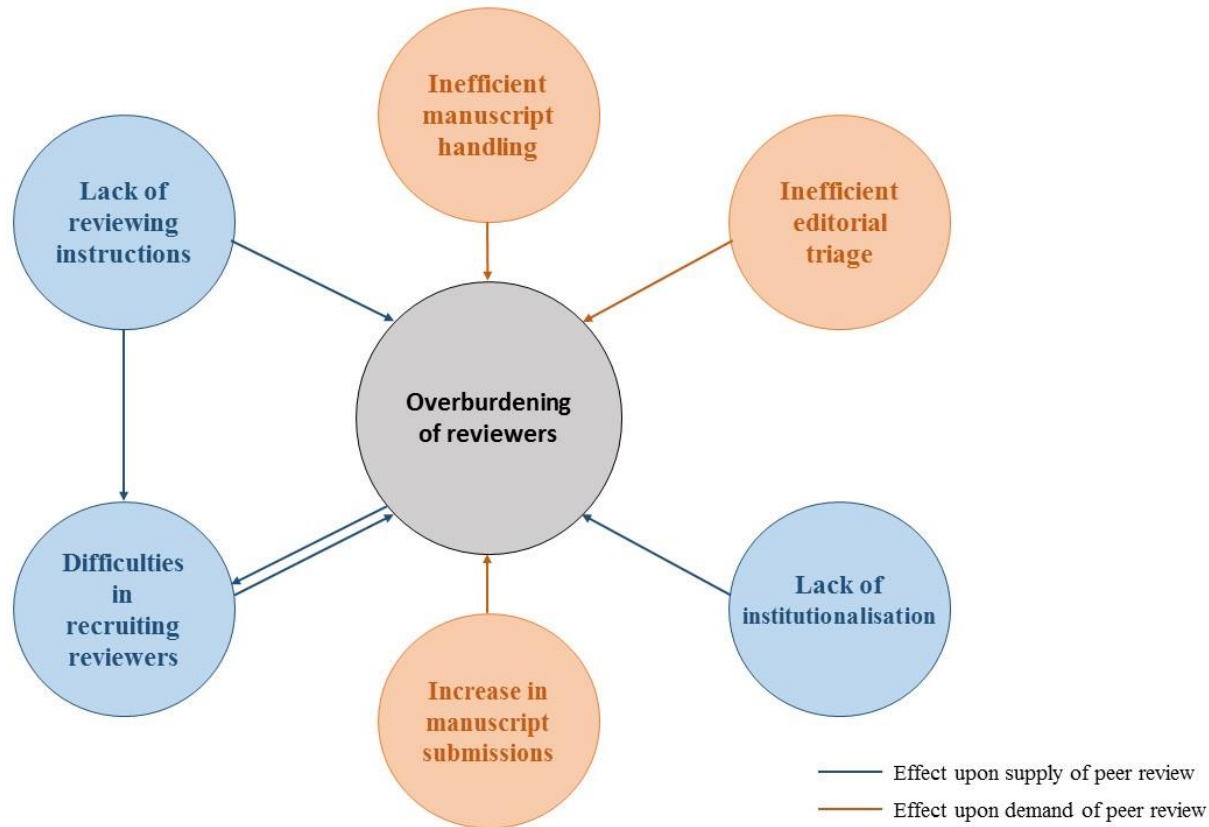 Inefficient
manuscript
handling
Lack of
reviewing
instructions
Inefficient
editorial
triage
Overburdening
of reviewers
Difficulties
in
recruiting
reviewers
Lack of
institutionalisation
Increase in
manuscript
submissions
Effect upon supply of peer review
Effect upon demand of peer review